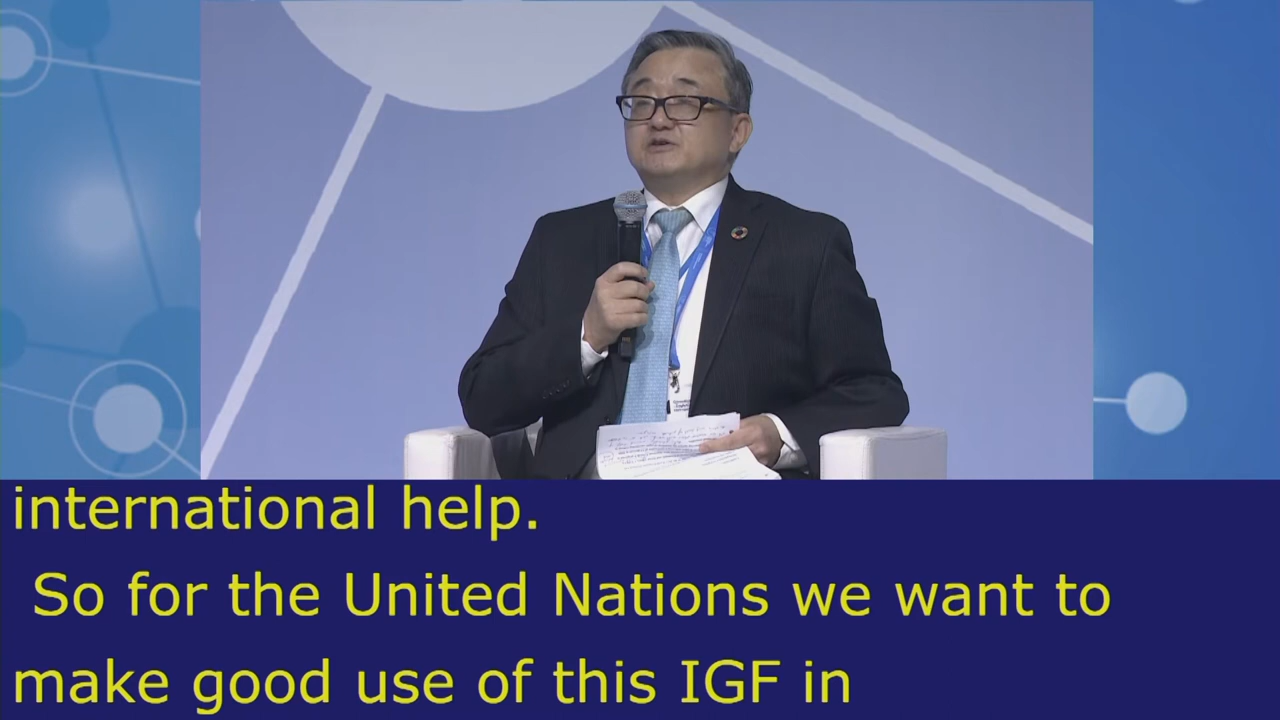 international help.
So for the United Nations we want to
make good use of this IGF in